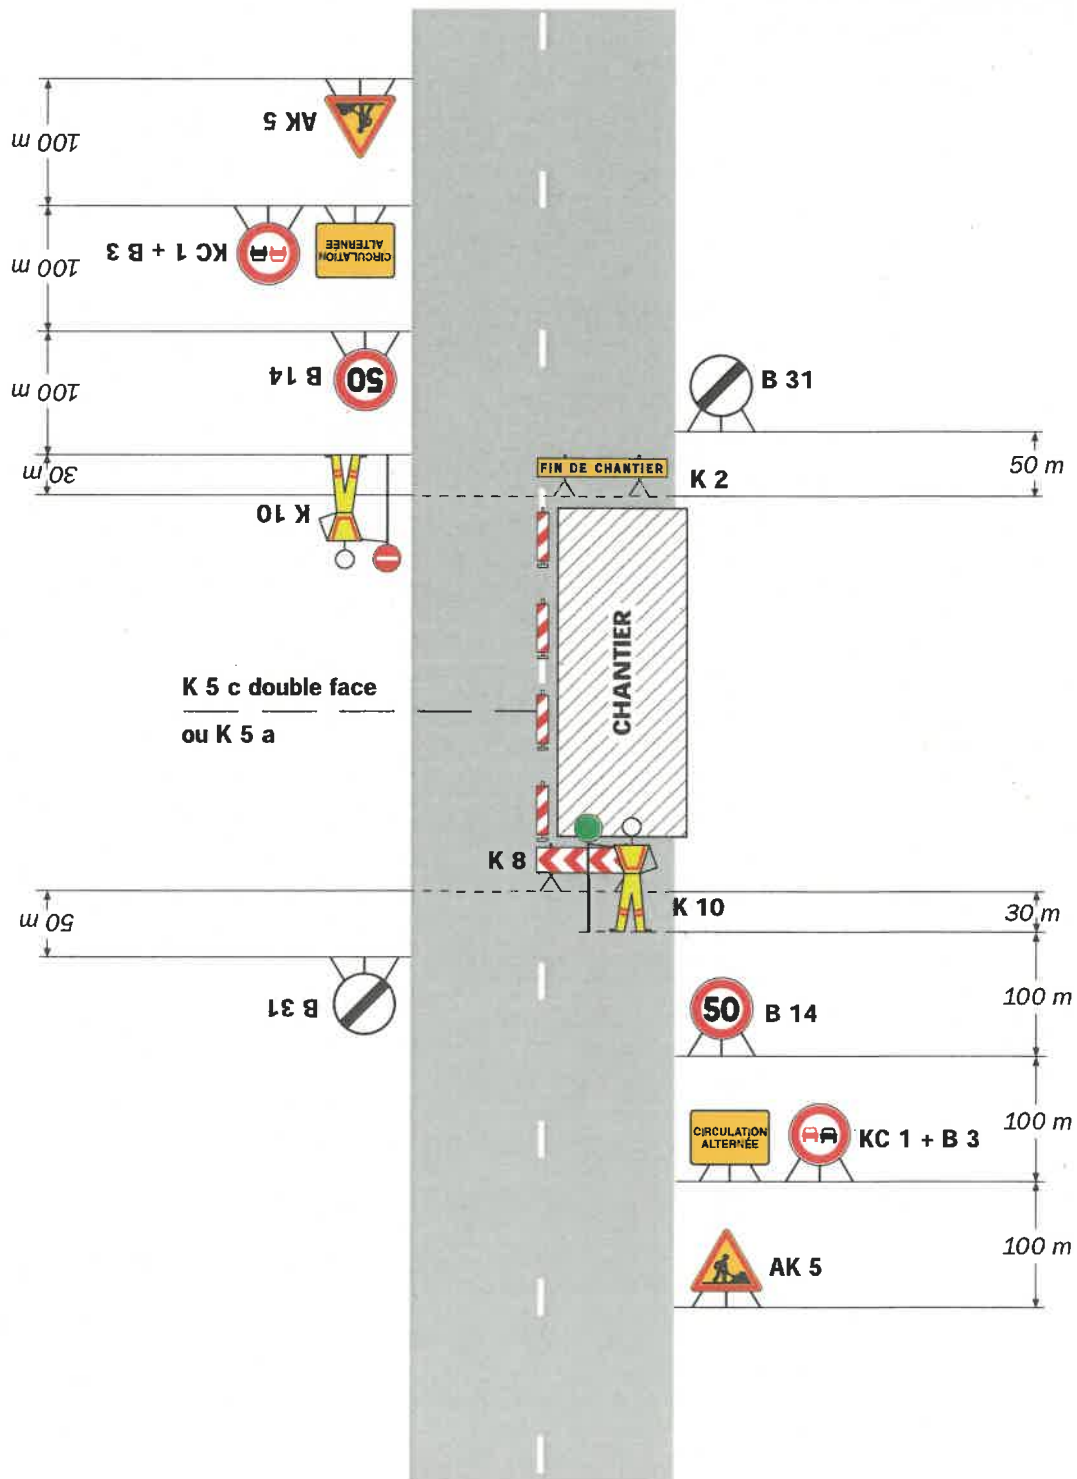 AK 5
100 m
CIRCULATION
ALTERNÉE
KC 1 + B 3
100 m
50
B 14
100 m
B 31
50 m
FIN DE CHANTIER
K 2
30 m
K 10
CHANTIER
K 5 c double face
ou K 5 a
K 8
K 10
30 m
50 m
B 31
50
B 14
100 m
CIRCULATION
ALTERNÉE
KC 1 + B 3
100 m
AK 5
100 m